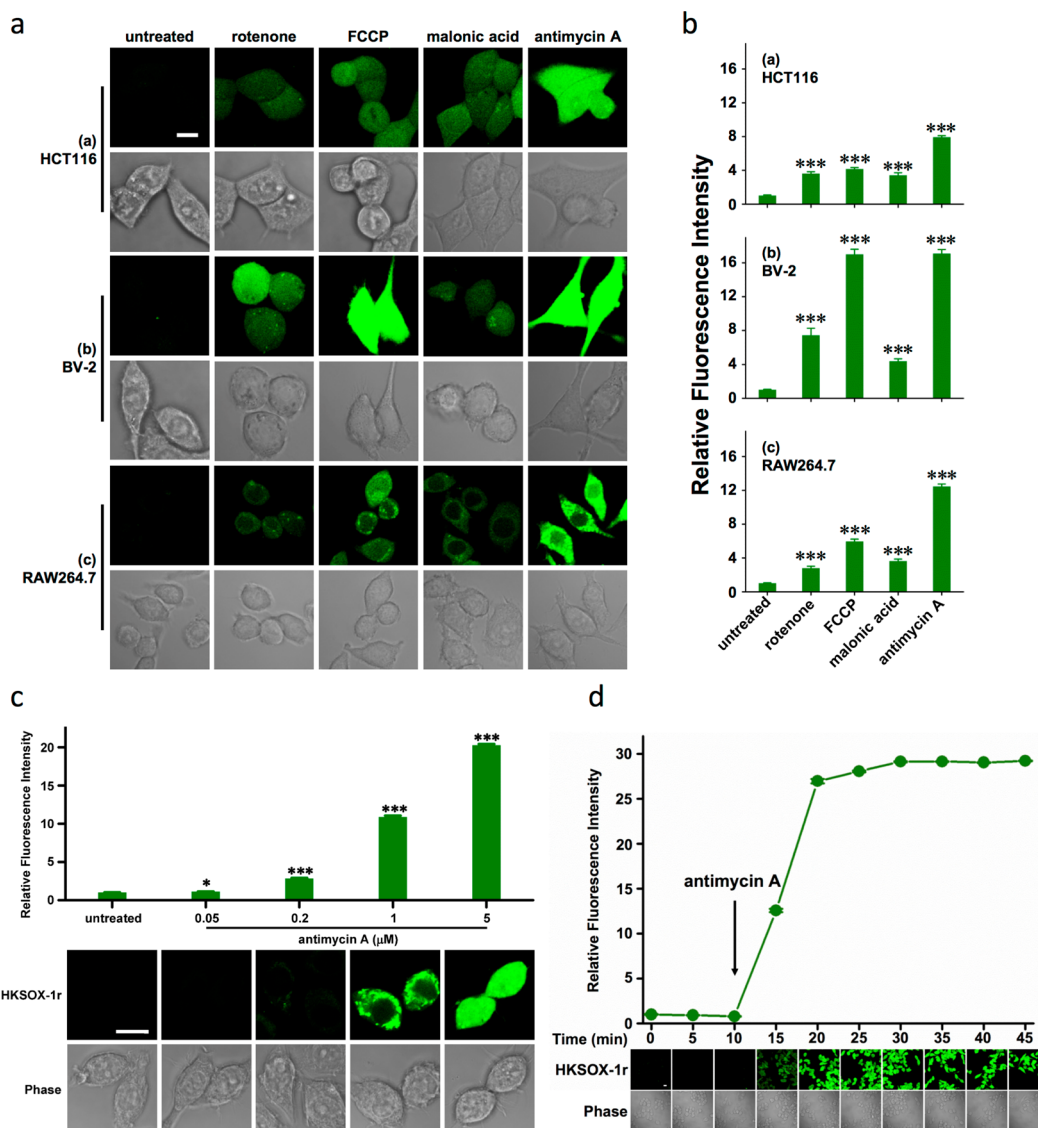 a
untreated rotenone FCCP malonic acid antimycin A
(a)
HCT116
(b)
BV-2
(c)
RAW264.7
b
Relative Fluorescence Intensity
(a)
HCT116
16
12
8
4
0
*** *** *** ***
(b)
BV-2
16
12
8
4
0
*** *** *** ***
(c)
RAW264.7
16
12
8
4
0
*** *** *** ***
untreated rotenone FCCP malonic acid antimycin A
c
Relative Fluorescence Intensity
20
15
10
5
0
* *** *** ***
untreated 0.05 0.2 1 5
antimycin A (μM)
HKSOX-1r
Phase
d
Relative Fluorescence Intensity
30
25
20
15
10
5
0
antimycin A
Time (min) 0 5 10 15 20 25 30 35 40 45
HKSOX-1r
Phase